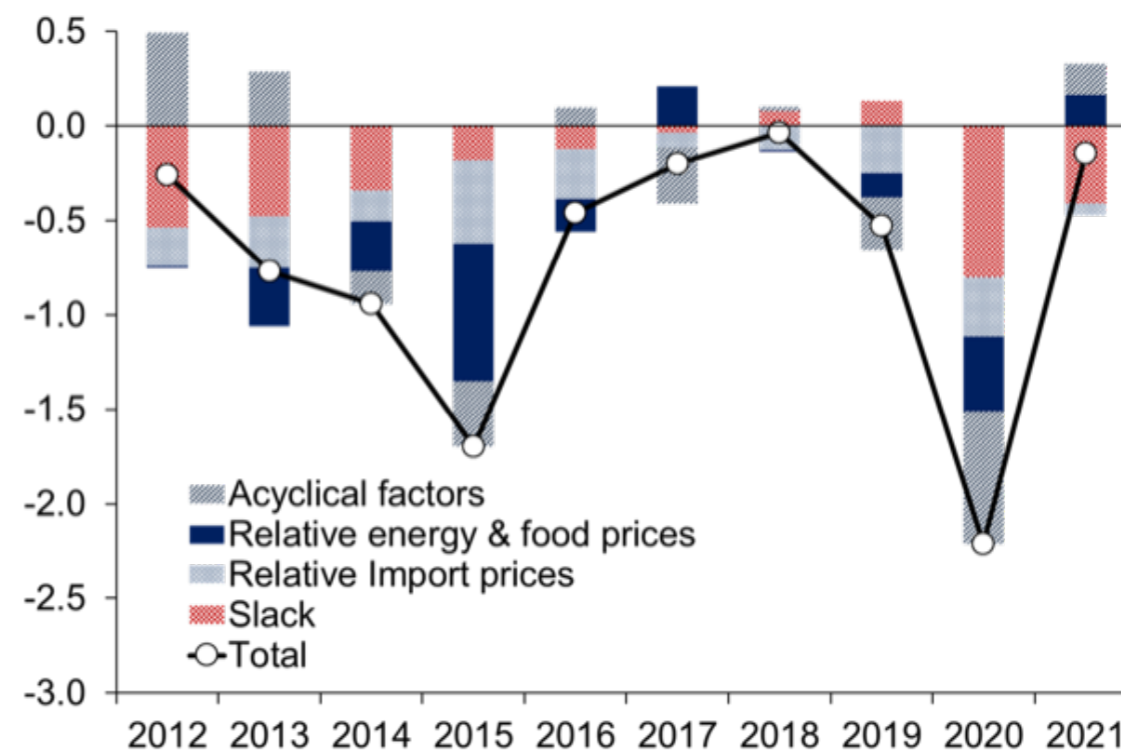 0.5
0.0
-0.5
-1.0
-1.5
-2.0
-2.5
-3.0
Acyclical factors
Relative energy & food prices
Relative Import prices
Slack
Total
2012 2013 2014 2015 2016 2017 2018 2019 2020 2021